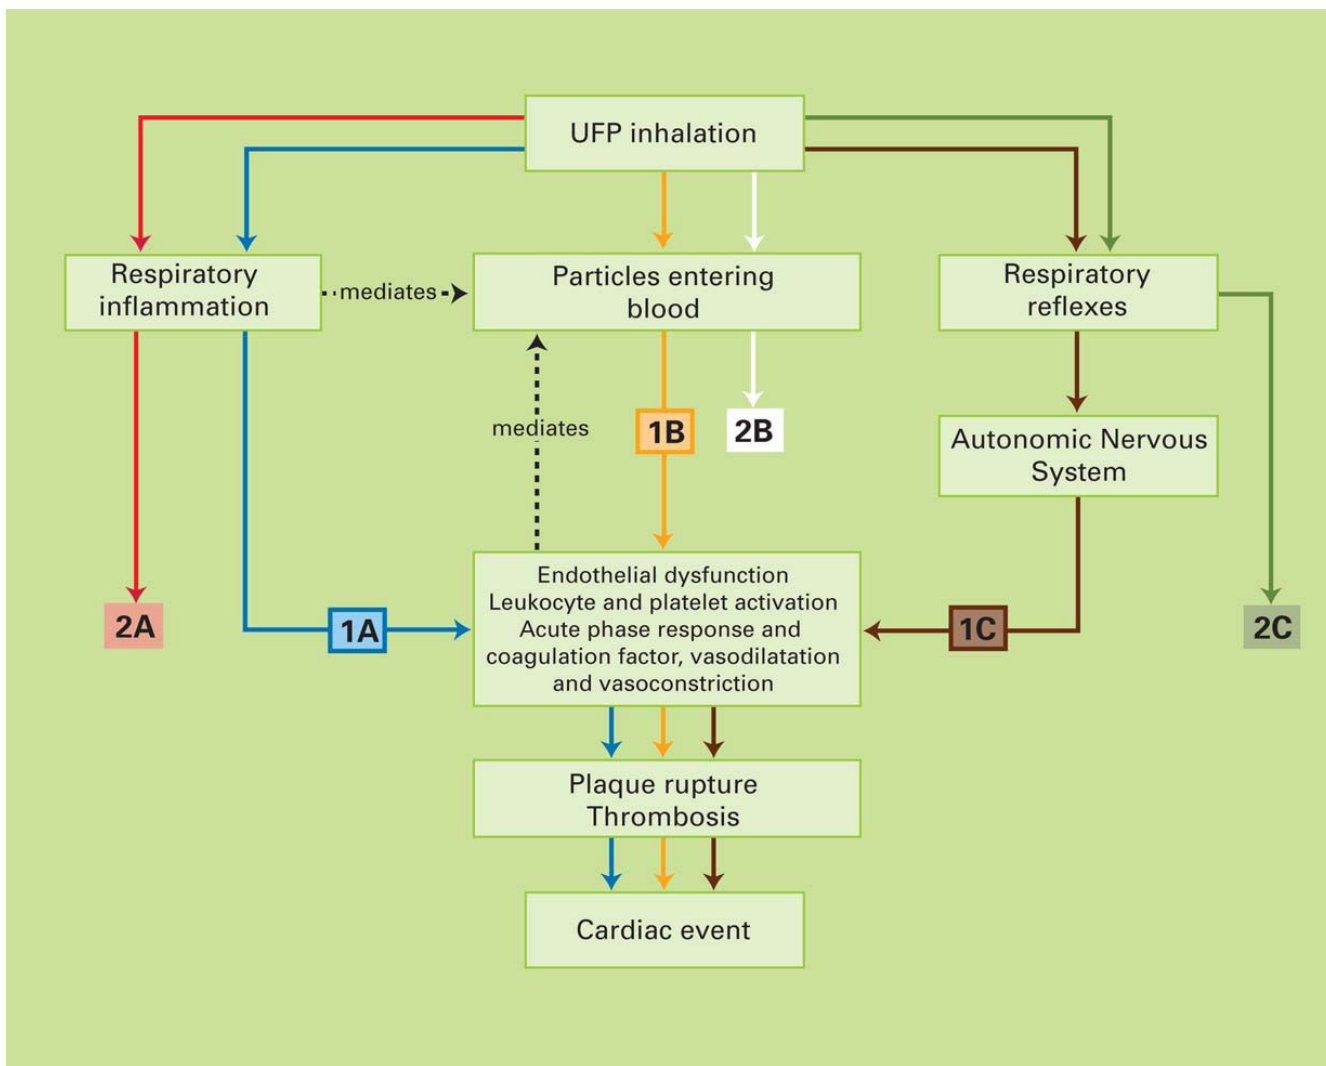 UFP inhalation
Respiratory
inflammation
mediates
Particles entering
blood
Respiratory
reflexes
mediates
1B
2B
Autonomic Nervous
System
Endothelial dysfunction
Leukocyte and platelet activation
Acute phase response and
coagulation factor, vasodilatation
and vasoconstriction
2A
1A
1C
2C
Plaque rupture
Thrombosis
Cardiac event